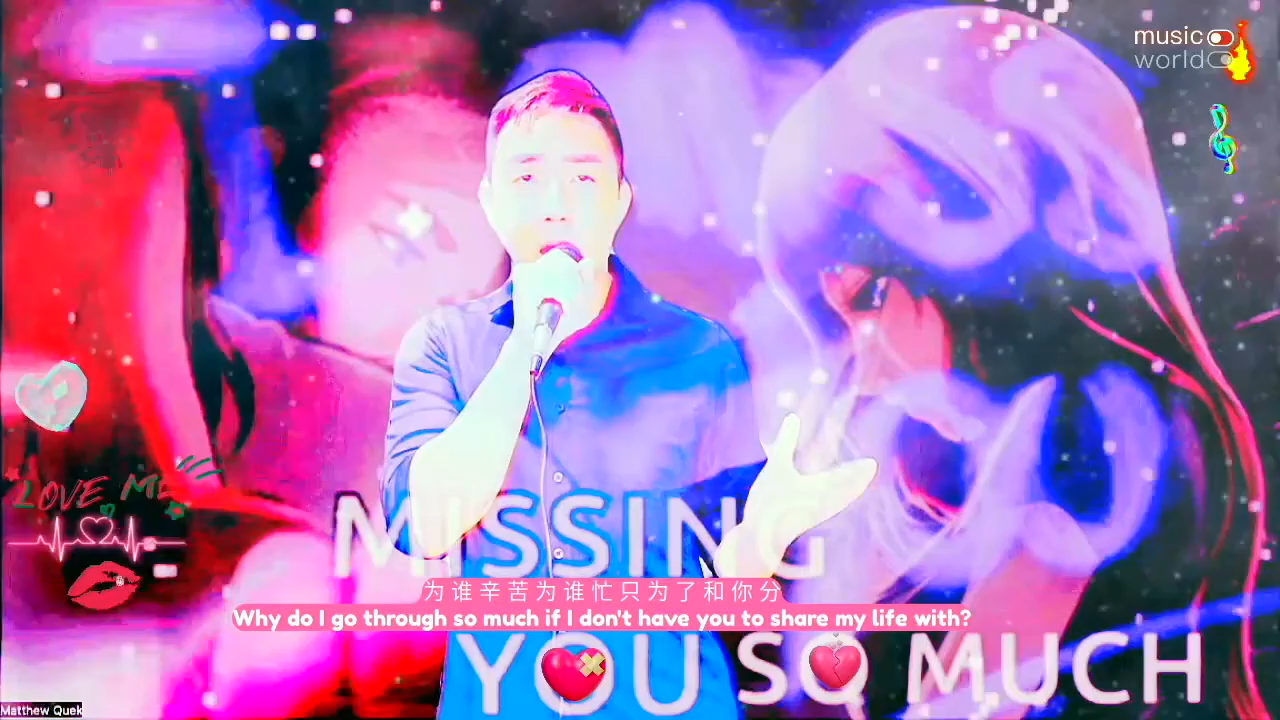 music
world
LOVE ME
MISSING
为谁辛苦为谁忙只为了和你分
Why do I go through so much if I don't have you to share my life with?
YOU SO MUCH
Matthew Quek